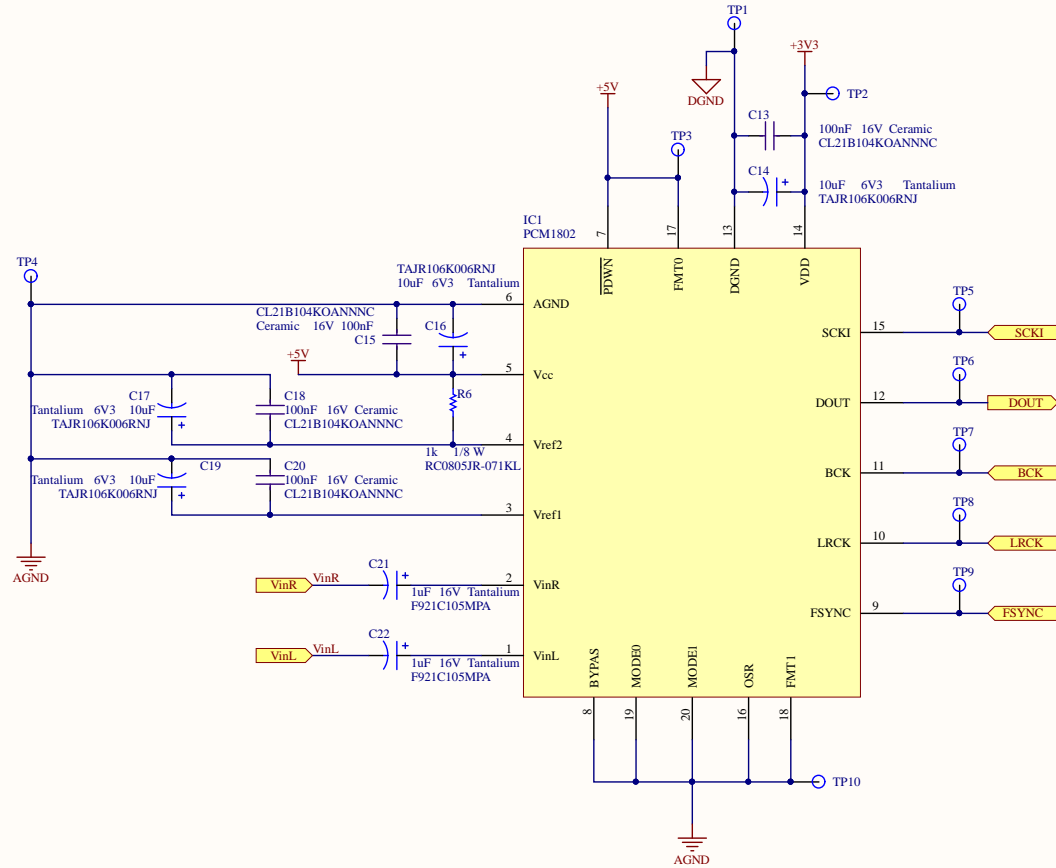 TP1
+3V3
DGND
TP2
+5V
C13
100nF 16V Ceramic
CL21B104KOANNNC
TP3
C14
10uF 6V3 Tantalium
TAJR106K006RNJ
IC1
PCM1802
7
17
13
14
PDWN
FMT0
DGND
VDD
TP4
TAJR106K006RNJ
10uF 6V3 Tantalium
6
AGND
CL21B104KOANNNC
Ceramic 16V 100nF
C15
C16
+5V
5
Vcc
C17
Tantalium 6V3 10uF
TAJR106K006RNJ
C18
100nF 16V Ceramic
CL21B104KOANNNC
R6
1k 1/8 W
RC0805JR-071KL
4
Vref2
C19
Tantalium 6V3 10uF
TAJR106K006RNJ
C20
100nF 16V Ceramic
CL21B104KOANNNC
3
Vref1
AGND
C21
VinR
VinR
1uF 16V Tantalium
F921C105MPA
2
VinR
C22
VinL
VinL
1uF 16V Tantalium
F921C105MPA
1
VinL
TP5
SCKI
15
SCKI
TP6
DOUT
12
DOUT
TP7
BCK
11
BCK
TP8
LRCK
10
LRCK
TP9
FSYNC
9
FSYNC
BYPAS
MODE0
MODE1
OSR
FMT1
8
19
20
16
18
TP10
AGND